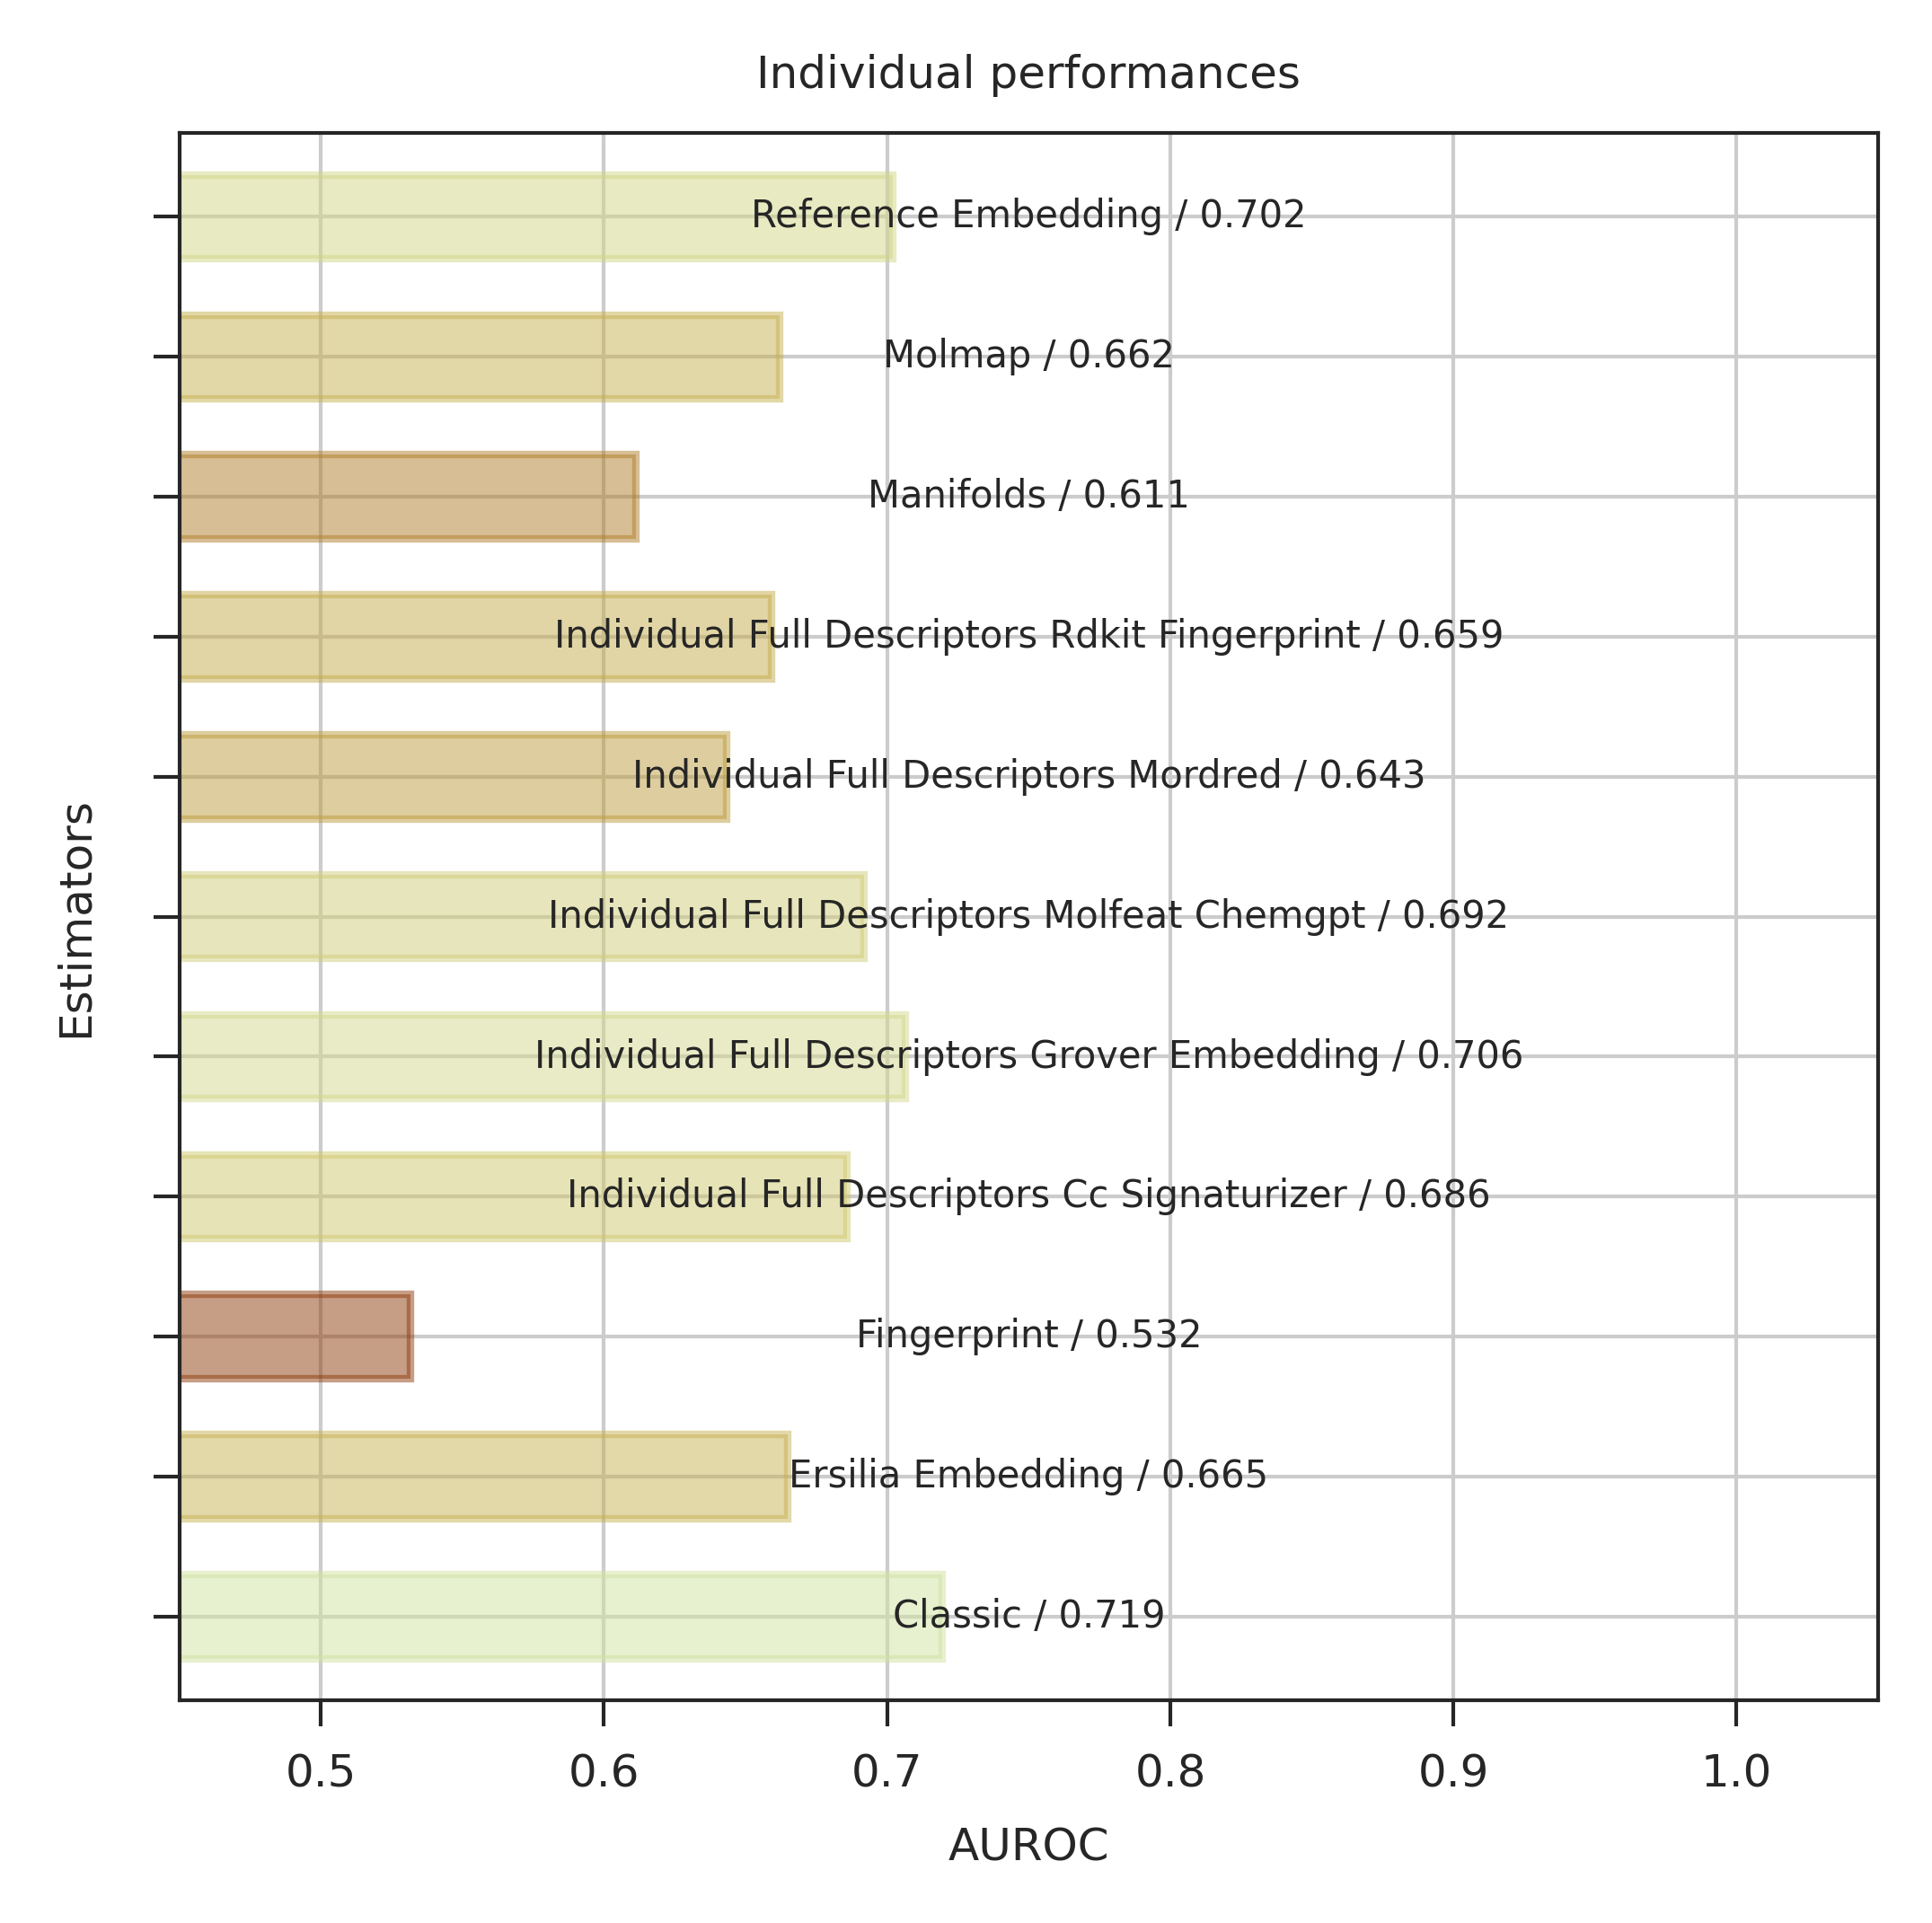 Individual performances
Reference Embedding / 0.702
Molmap / 0.662
Manifolds / 0.611
Individual Full Descriptors Rdkit Fingerprint / 0.659
Individual Full Descriptors Mordred / 0.643
Individual Full Descriptors Molfeat Chemgpt / 0.692
Individual Full Descriptors Grover Embedding / 0.706
Individual Full Descriptors Cc Signaturizer / 0.686
Fingerprint / 0.532
Ersilia Embedding / 0.665
Classic / 0.719
Estimators
0.5 0.6 0.7 0.8 0.9 1.0
AUROC